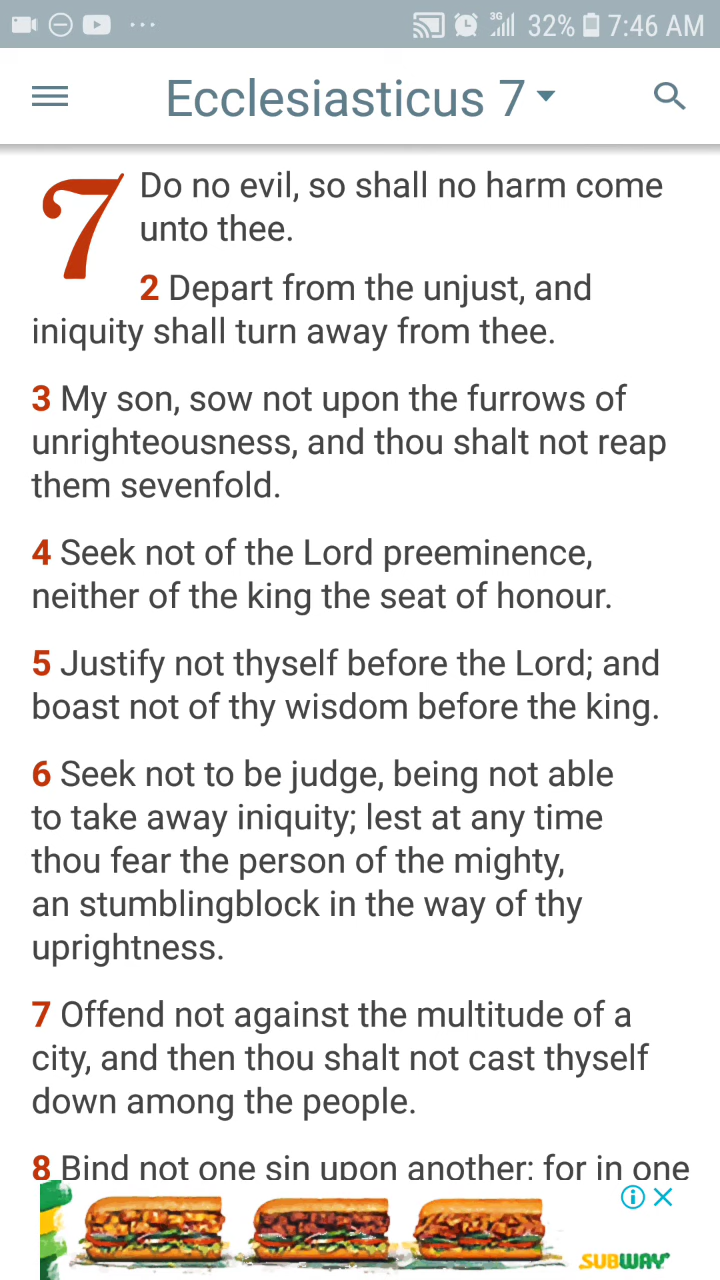 3G 32% 7:46 AM
Ecclesiasticus 7
7 Do no evil, so shall no harm come
unto thee.
2 Depart from the unjust, and
iniquity shall turn away from thee.
3 My son, sow not upon the furrows of
unrighteousness, and thou shalt not reap
them sevenfold.
4 Seek not of the Lord preeminence,
neither of the king the seat of honour.
5 Justify not thyself before the Lord; and
boast not of thy wisdom before the king.
6 Seek not to be judge, being not able
to take away iniquity; lest at any time
thou fear the person of the mighty,
an stumblingblock in the way of thy
uprightness.
7 Offend not against the multitude of a
city, and then thou shalt not cast thyself
down among the people.
8 Bind not one sin upon another: for in one
SUBWAY